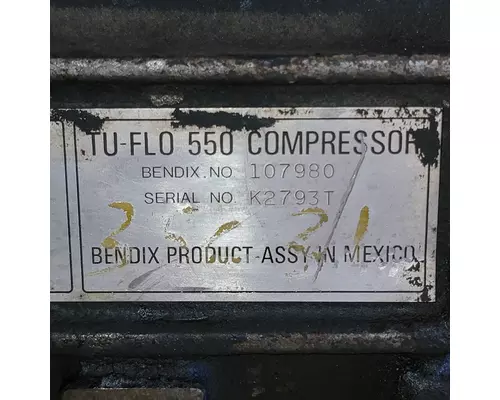 TU-FLO 550 COMPRESSOR
BENDIX.NO 107980
SERIAL NO. K2793T
BENDIX PRODUCT-ASSY IN MEXICO